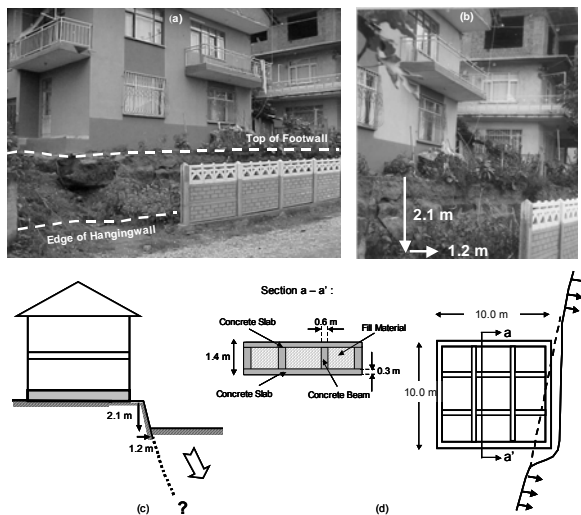 (a)
Top of Footwall
Edge of Hangingwall
(b)
2.1 m
1.2 m
2.1 m
1.2 m
?
(c)
Section a – a' :
Concrete Slab
0.6 m
Fill Material
1.4 m
0.3 m
Concrete Slab
Concrete Beam
10.0 m
a
10.0 m
a'
(d)